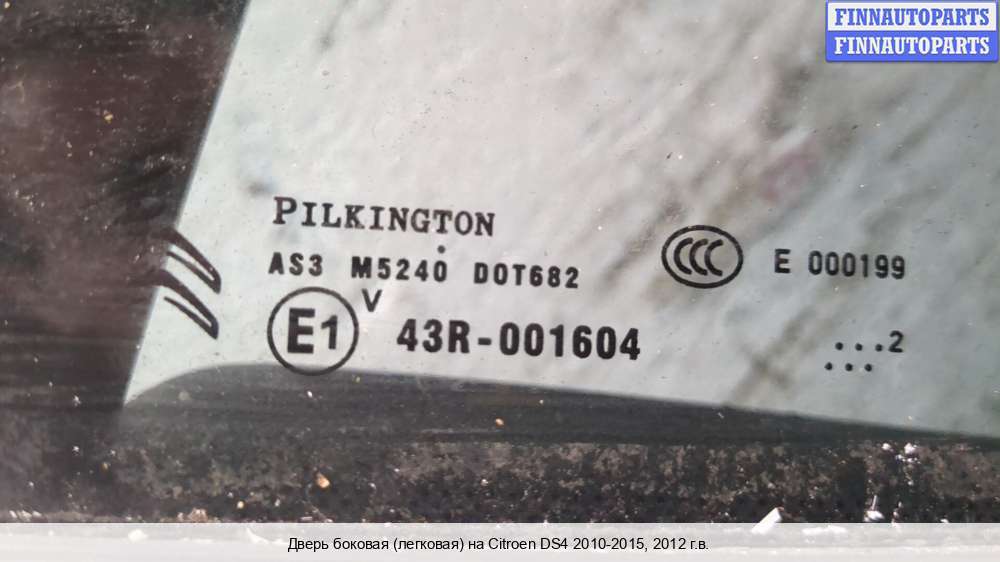 FINNAUTOPARTS
FINNAUTOPARTS
PILKINGTON
AS3 M5240 DOT682
CCC E 000199
E1 V 43R-001604
...2
...
Дверь боковая (легковая) на Citroen DS4 2010-2015, 2012 г.в.